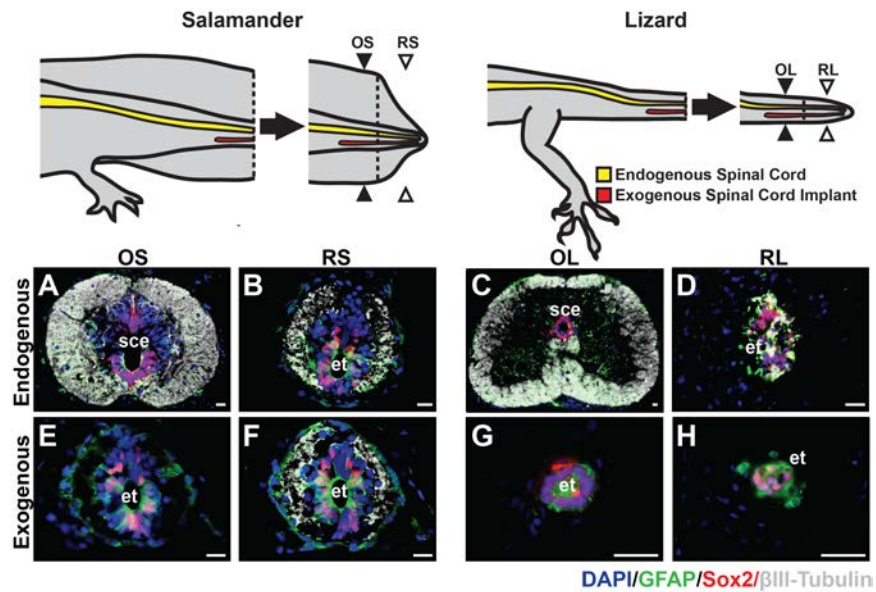 Salamander
Lizard
OS
RS
OL
RL
Endogenous Spinal Cord
Exogenous Spinal Cord Implant
OS
RS
OL
RL
Endogenous
A
sce
B
et
C
sce
D
et
Exogenous
E
et
F
et
G
et
H
et
DAPI/GFAP/Sox2/βIII-Tubulin